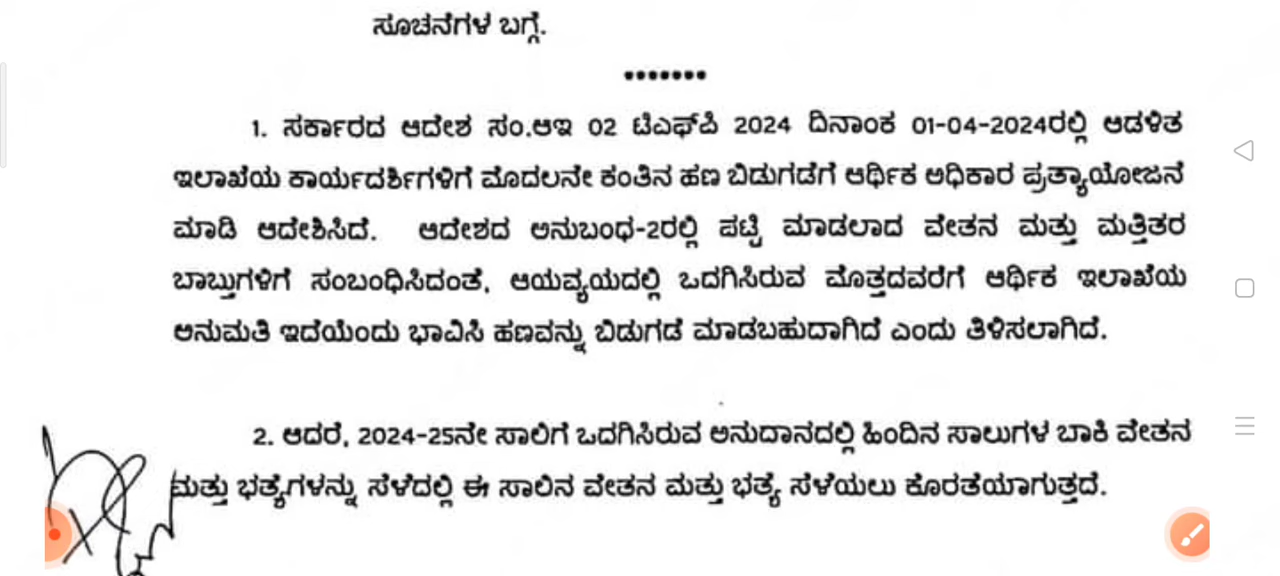 ಸೂಚನೆಗಳ ಬಗ್ಗೆ.
•••••••
1. ಸರ್ಕಾರದ ಆದೇಶ ಸಂ.ಆಇ 02 ಟಿಎಫ್‌ಪಿ 2024 ದಿನಾಂಕ 01-04-2024ರಲ್ಲಿ ಆಡಳಿತ
ಇಲಾಖೆಯ ಕಾರ್ಯದರ್ಶಿಗಳಿಗೆ ಮೊದಲನೇ ಕಂತಿನ ಹಣ ಬಿಡುಗಡೆಗೆ ಆರ್ಥಿಕ ಅಧಿಕಾರ ಪ್ರತ್ಯಾಯೋಜನೆ
ಮಾಡಿ ಆದೇಶಿಸಿದೆ. ಆದೇಶದ ಅನುಬಂಧ-2ರಲ್ಲಿ ಪಟ್ಟಿ ಮಾಡಲಾದ ವೇತನ ಮತ್ತು ಮತ್ತಿತರ
ಬಾಬ್ತುಗಳಿಗೆ ಸಂಬಂಧಿಸಿದಂತೆ, ಆಯವ್ಯಯದಲ್ಲಿ ಒದಗಿಸಿರುವ ಮೊತ್ತದವರೆಗೆ ಆರ್ಥಿಕ ಇಲಾಖೆಯ
ಅನುಮತಿ ಇದೆಯೆಂದು ಭಾವಿಸಿ ಹಣವನ್ನು ಬಿಡುಗಡೆ ಮಾಡಬಹುದಾಗಿದೆ ಎಂದು ತಿಳಿಸಲಾಗಿದೆ.
2. ಆದರೆ, 2024-25ನೇ ಸಾಲಿಗೆ ಒದಗಿಸಿರುವ ಅನುದಾನದಲ್ಲಿ ಹಿಂದಿನ ಸಾಲುಗಳ ಬಾಕಿ ವೇತನ
ಮತ್ತು ಭತ್ಯೆಗಳನ್ನು ಸೆಳೆದಲ್ಲಿ ಈ ಸಾಲಿನ ವೇತನ ಮತ್ತು ಭತ್ಯೆ ಸೆಳೆಯಲು ಕೊರತೆಯಾಗುತ್ತದೆ.